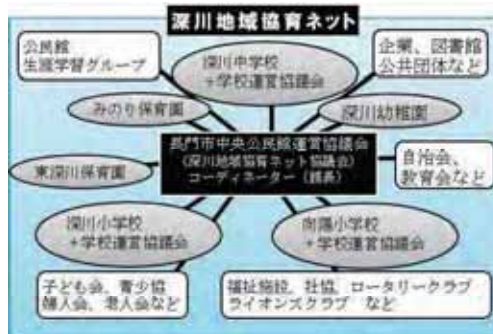 深川地域協育ネット
公民館
生涯学習グループ
深川中学校
+学校運営協議会
企業、図書館
公共団体など
みのり保育園
深川幼稚園
長門市中央公民館運営協議会
(深川地域協育ネット協議会)
コーディネーター(館長)
自治会、
教育会など
東深川保育園
深川小学校
+学校運営協議会
向陽小学校
+学校運営協議会
子ども会、青少協
婦人会、老人会など
福祉施設、社協、ロータリークラブ
ライオンズクラブ など